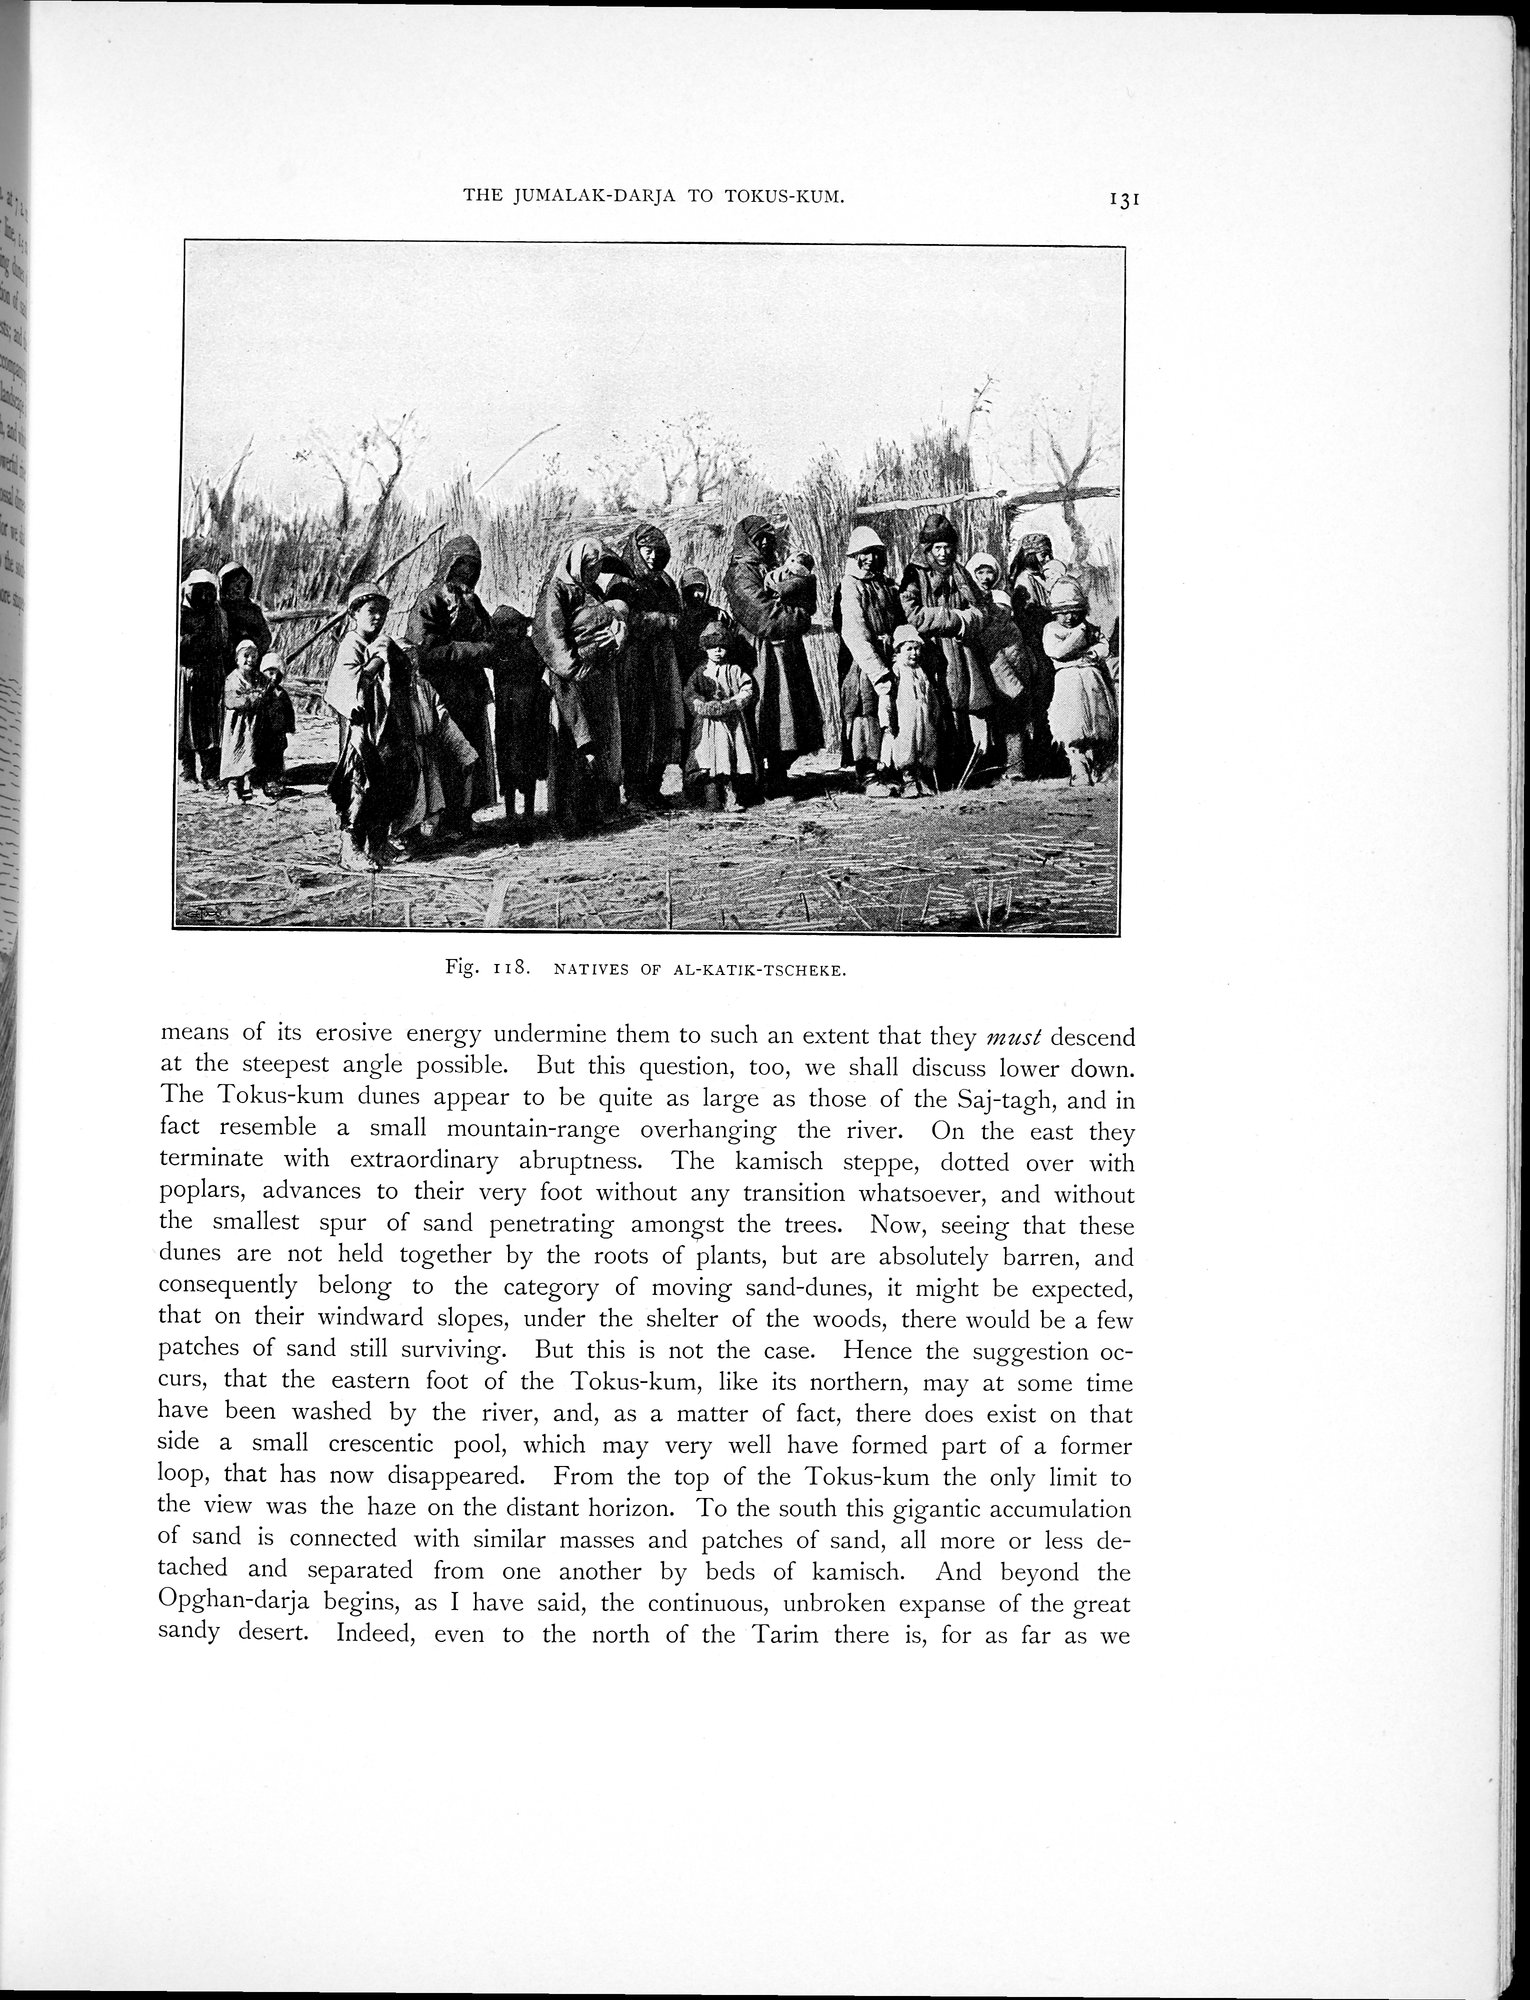 THE JUMALAK-DARJA TO TOKUS-KUM. 131
Fig. 118. NATIVES OF AL-KATIK-TSCHEKE.
means of its erosive energy undermine them to such an extent that they must descend
at the steepest angle possible. But this question, too, we shall discuss lower down.
The Tokus-kum dunes appear to be quite as large as those of the Saj-tagh, and in
fact resemble a small mountain-range overhanging the river. On the east they
terminate with extraordinary abruptness. The kamisch steppe, dotted over with
poplars, advances to their very foot without any transition whatsoever, and without
the smallest spur of sand penetrating amongst the trees. Now, seeing that these
dunes are not held together by the roots of plants, but are absolutely barren, and
consequently belong to the category of moving sand-dunes, it might be expected,
that on their windward slopes, under the shelter of the woods, there would be a few
patches of sand still surviving. But this is not the case. Hence the suggestion oc-
curs, that the eastern foot of the Tokus-kum, like its northern, may at some time
have been washed by the river, and, as a matter of fact, there does exist on that
side a small crescentic pool, which may very well have formed part of a former
loop, that has now disappeared. From the top of the Tokus-kum the only limit to
the view was the haze on the distant horizon. To the south this gigantic accumulation
of sand is connected with similar masses and patches of sand, all more or less de-
tached and separated from one another by beds of kamisch. And beyond the
Opghan-darja begins, as I have said, the continuous, unbroken expanse of the great
sandy desert. Indeed, even to the north of the Tarim there is, for as far as we